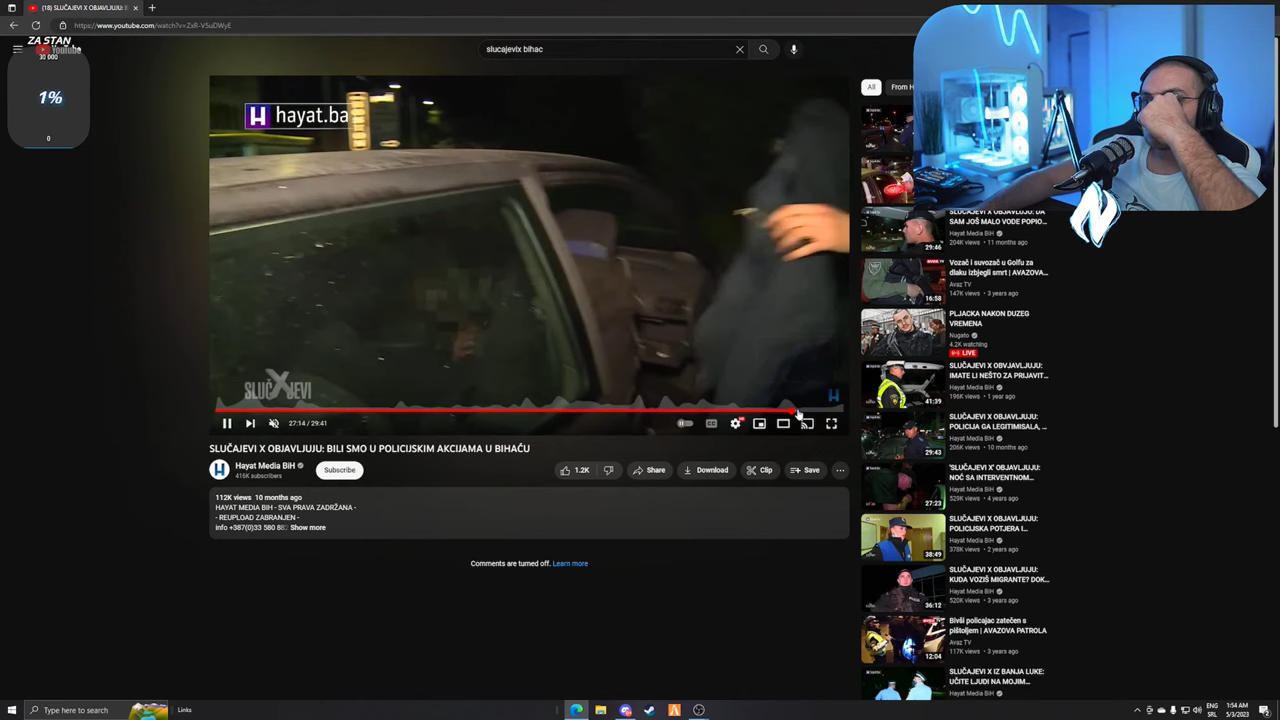 (18) SLUČAJEVI X OBJAVLJUJU:
https://www.youtube.com/watch?v=ZxR-V5uDWyE
ZA STAN
YouTube
30 000
1%
0
slucajevix bihac
H hayat.ba
SLUČAJEVI
27:14 / 29:41
SLUČAJEVI X OBJAVLJUJU: BILI SMO U POLICIJSKIM AKCIJAMA U BIHAĆU
Hayat Media BiH
416K subscribers
Subscribe
1.2K
Share
Download
Clip
Save
112K views 10 months ago
HAYAT MEDIA BIH - SVA PRAVA ZADRŽANA -
- REUPLOAD ZABRANJEN -
info +387(0)33 580 882 Show more
Comments are turned off. Learn more
All
From H
SLUČAJEVI X OBJAVLJUJU: DA
SAM JOŠ MALO VODE POPIO...
Hayat Media BiH
204K views • 11 months ago
29:46
Vozač i suvozač u Golfu za
dlaku izbjegli smrt | AVAZOVA...
Avaz TV
147K views • 3 years ago
16:58
PLJACKA NAKON DUZEG
VREMENA
Nugato
4.2K watching
LIVE
SLUČAJEVI X OBVJAVLJUJU:
IMATE LI NEŠTO ZA PRIJAVIT...
Hayat Media BiH
196K views • 1 year ago
41:39
SLUČAJEVI X OBJAVLJUJU:
POLICIJA GA LEGITIMISALA, ...
Hayat Media BiH
206K views • 10 months ago
29:43
'SLUČAJEVI X' OBJAVLJUJU:
NOĆ SA INTERVENTNOM...
Hayat Media BiH
529K views • 4 years ago
27:23
SLUČAJEVI X OBJAVLJUJU:
POLICIJSKA POTJERA I...
Hayat Media BiH
378K views • 2 years ago
38:49
SLUČAJEVI X OBJAVLJUJU:
KUDA VOZIŠ MIGRANTE? DOK...
Hayat Media BiH
520K views • 3 years ago
36:12
Bivši policajac zatečen s
pištoljem | AVAZOVA PATROLA
Avaz TV
117K views • 3 years ago
12:04
SLUČAJEVI X IZ BANJA LUKE:
UČITE LJUDI NA MOJIM...
Hayat Media BiH
N
Type here to search
Links
ENG
SRL
1:54 AM
5/3/2023